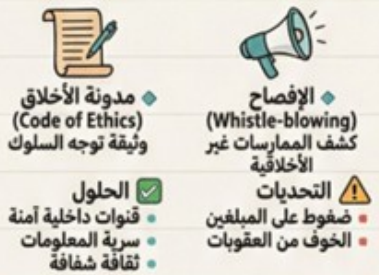 الإفصاح
(Whistle-blowing)
كشف الممارسات غير
الأخلاقية
التحديات
ضغوط على المبلغين
الخوف من العقوبات
مدونة الأخلاق
(Code of Ethics)
وثيقة توجه السلوك
الحلول
قنوات داخلية آمنة
سرية المعلومات
ثقافة شفافة